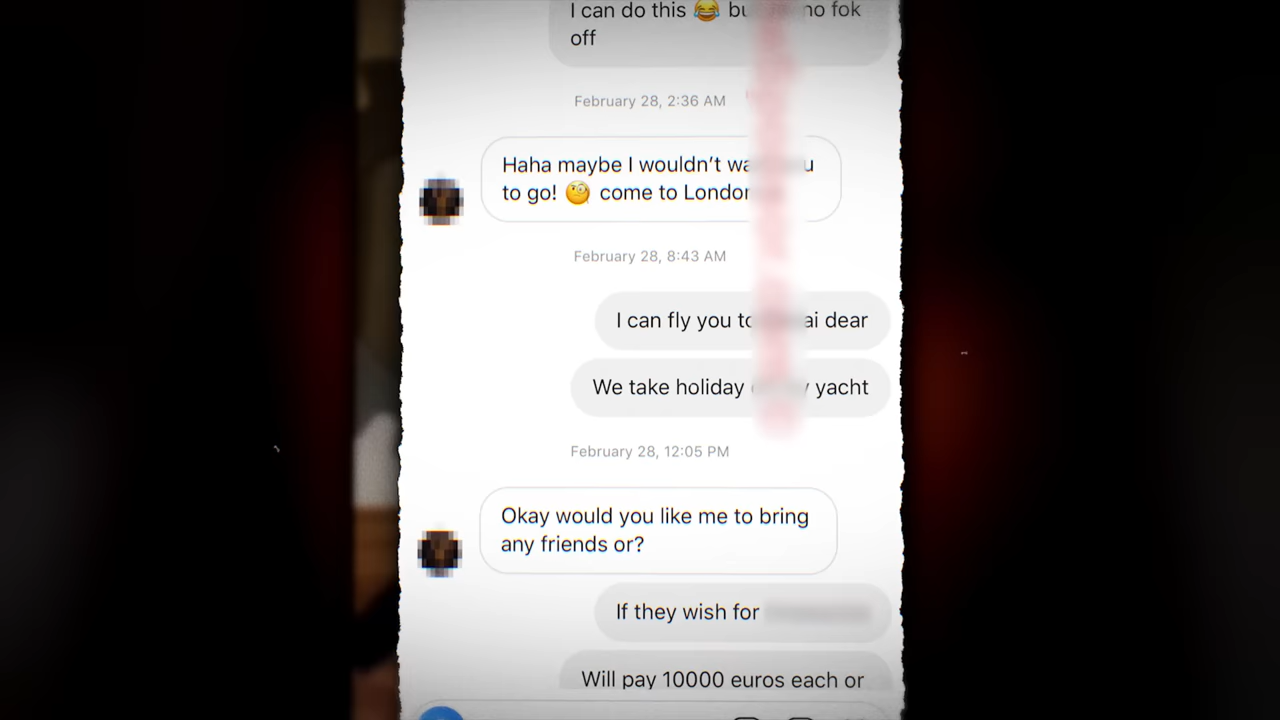 I can do this 😂 no fok
off
February 28, 2:36 AM
Haha maybe I wouldn't
to go! 🧐 come to London
February 28, 8:43 AM
I can fly you to dear
We take holiday yacht
February 28, 12:05 PM
Okay would you like me to bring
any friends or?
If they wish for
Will pay 10000 euros each or